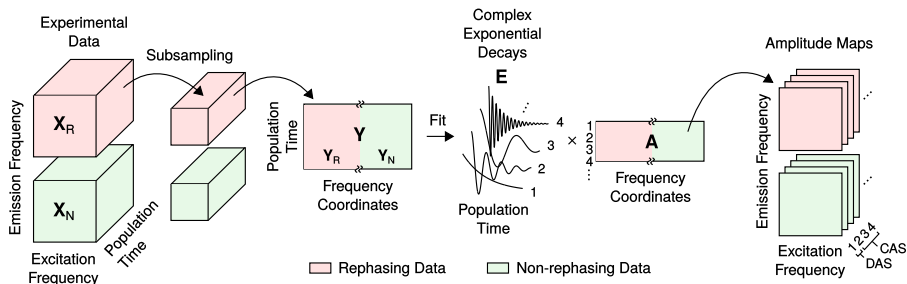 Experimental
Data
Subsampling
Emission Frequency
X_R
X_N
Population
Time
Excitation
Frequency
Population
Time
Y
Y_R
Y_N
Frequency
Coordinates
Fit
Complex
Exponential
Decays
E
4
3
2
1
Population
Time
×
1
2
3
4
⋮
A
Frequency
Coordinates
Amplitude Maps
Emission Frequency
Excitation
Frequency
1234
CAS
DAS
Rephasing Data
Non-rephasing Data